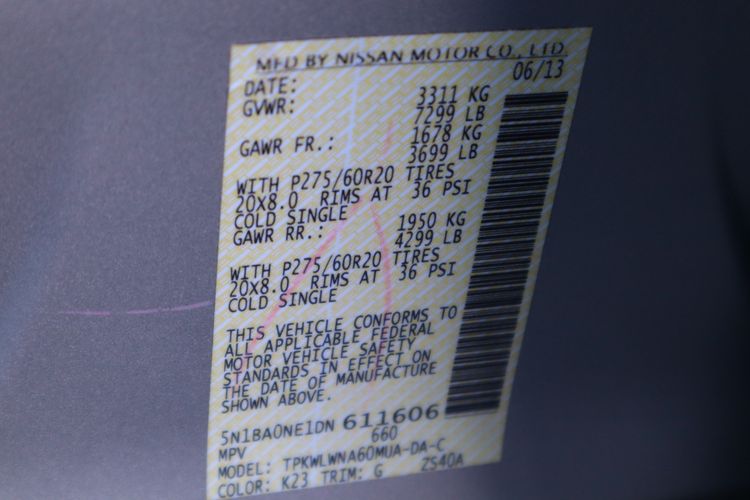 MFD BY NISSAN MOTOR CO., LTD.
DATE: 06/13
GVWR: 3311 KG
7299 LB
GAWR FR.: 1678 KG
3699 LB
WITH P275/60R20 TIRES
20x8.0 RIMS AT 36 PSI
COLD SINGLE
GAWR RR.: 1950 KG
4299 LB
WITH P275/60R20 TIRES
20x8.0 RIMS AT 36 PSI
COLD SINGLE
THIS VEHICLE CONFORMS TO
ALL APPLICABLE FEDERAL
MOTOR VEHICLE SAFETY
STANDARDS IN EFFECT ON
THE DATE OF MANUFACTURE
SHOWN ABOVE.
5N1BA0NE1DN 611606
MPV 660
MODEL: TPKWLWNA60MUA-DA-C
COLOR: K23 TRIM: G ZS40A